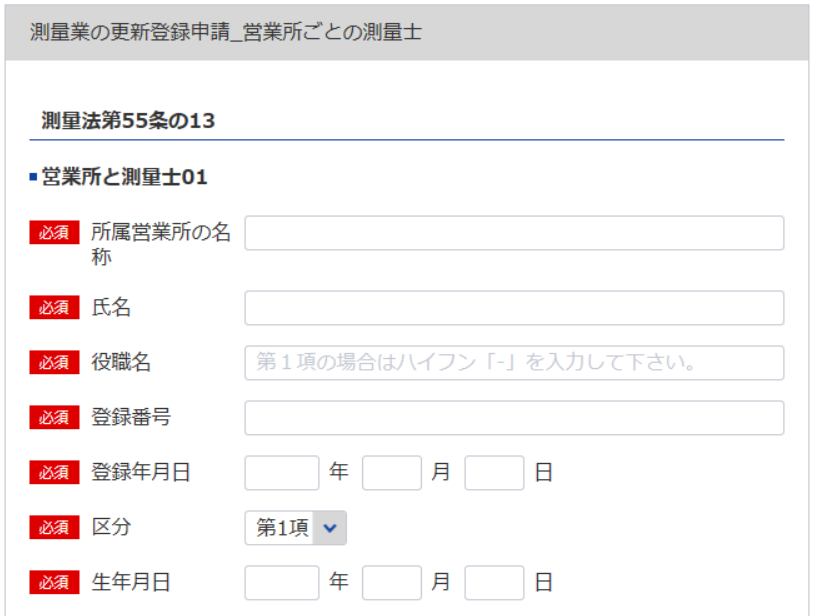 測量業の更新登録申請_営業所ごとの測量士
測量法第55条の13
営業所と測量士01
必須 所属営業所の名
称
必須 氏名
必須 役職名 第１項の場合はハイフン「-」を入力して下さい。
必須 登録番号
必須 登録年月日 年 月 日
必須 区分 第1項
必須 生年月日 年 月 日